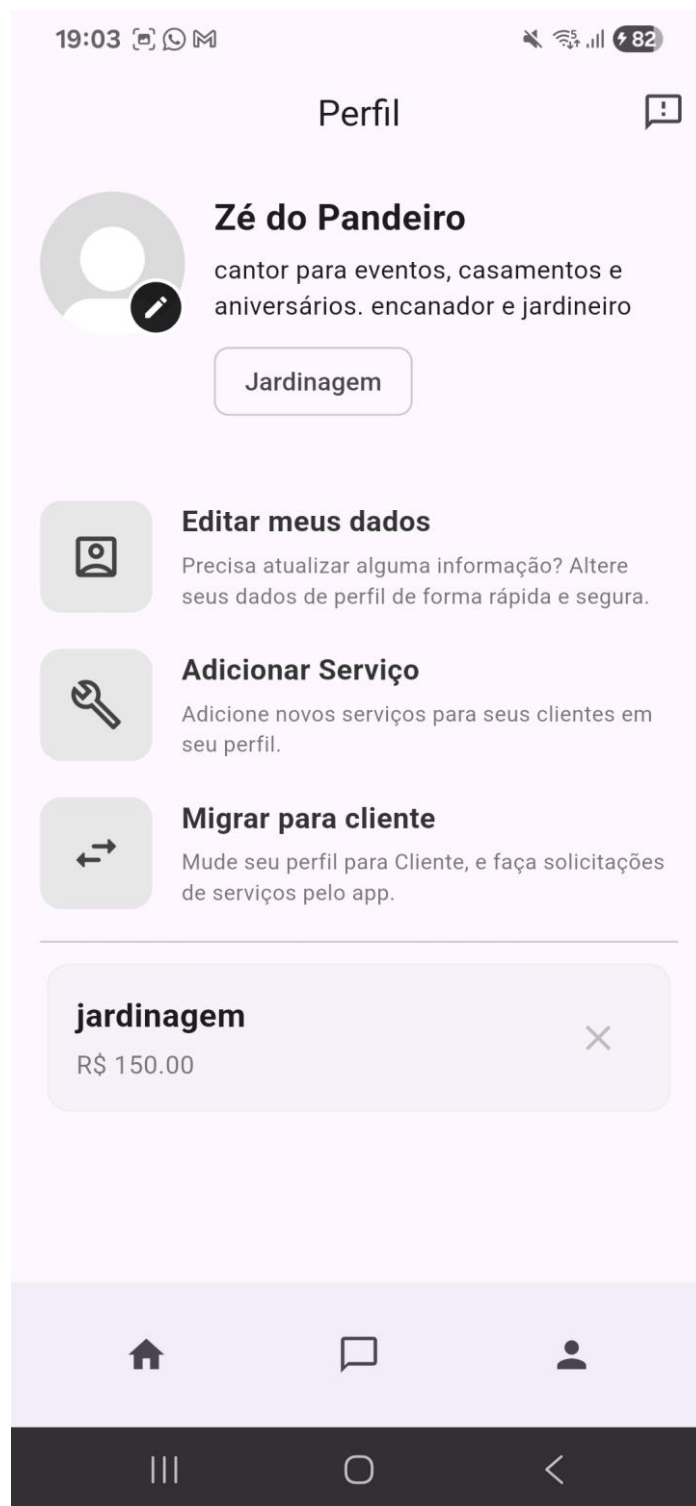 19:03
82
Perfil
Zé do Pandeiro
cantor para eventos, casamentos e
aniversários. encanador e jardineiro
Jardinagem
Editar meus dados
Precisa atualizar alguma informação? Altere
seus dados de perfil de forma rápida e segura.
Adicionar Serviço
Adicione novos serviços para seus clientes em
seu perfil.
Migrar para cliente
Mude seu perfil para Cliente, e faça solicitações
de serviços pelo app.
jardinagem
R$ 150.00